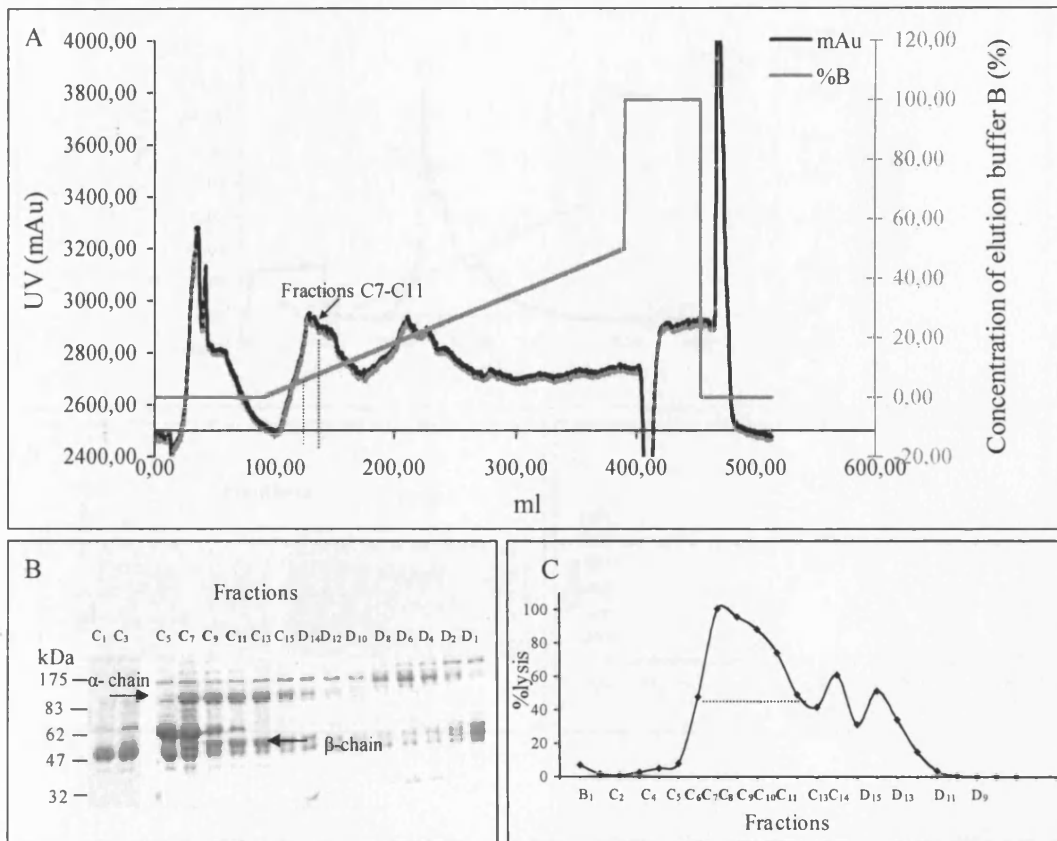 A
4000,00
3800,00
3600,00
3400,00
3200,00
3000,00
2800,00
2600,00
2400,00
UV (mAu)
0,00 100,00 200,00 300,00 400,00 500,00 600,00
ml
mAu
%B
120,00
100,00
80,00
60,00
40,00
20,00
0,00
20,00
Concentration of elution buffer B (%)
Fractions C7-C11
B
Fractions
C₁ C₃ C₅ C₇ C₉ C₁₁ C₁₃ C₁₅ D₁₄ D₁₂ D₁₀ D₈ D₆ D₄ D₂ D₁
kDa
175
α- chain
83
62
β-chain
47
32
C
%lysis
100
80
60
40
20
0
B₁ C₂ C₄ C₅ C₆ C₇ C₈ C₉ C₁₀ C₁₁ C₁₃ C₁₄ D₁₅ D₁₃ D₁₁ D₉
Fractions